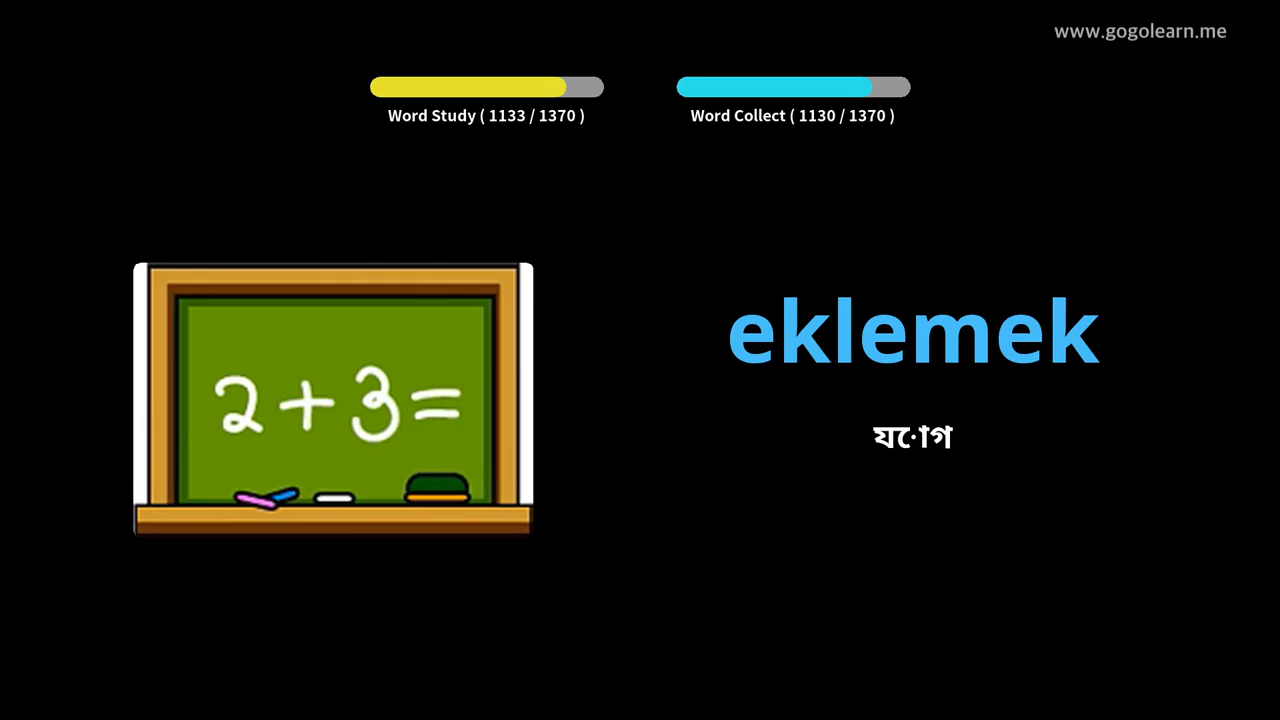 www.gogolearn.me
Word Study ( 1133 / 1370 )
Word Collect ( 1130 / 1370 )
2 + 3 =
eklemek
যোগ